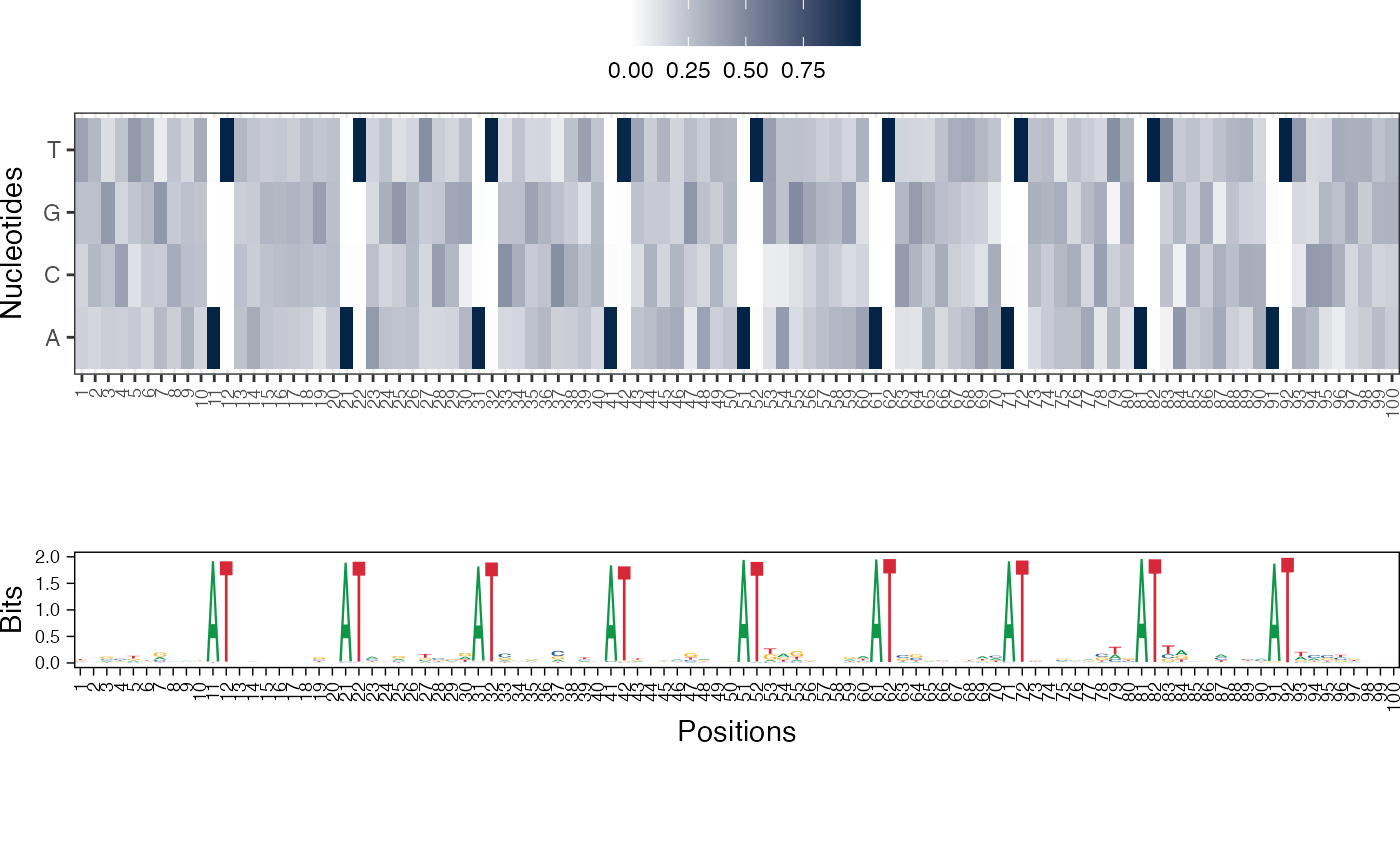 0.00 0.25 0.50 0.75
Nucleotides
T
G
C
A
1 2 3 4 5 6 7 8 9 10 11 12 13 14 15 16 17 18 19 20 21 22 23 24 25 26 27 28 29 30 31 32 33 34 35 36 37 38 39 40 41 42 43 44 45 46 47 48 49 50 51 52 53 54 55 56 57 58 59 60 61 62 63 64 65 66 67 68 69 70 71 72 73 74 75 76 77 78 79 80 81 82 83 84 85 86 87 88 89 90 91 92 93 94 95 96 97 98 99 100
Bits
2.0
1.5
1.0
0.5
0.0
A T A T A T A T A T A T A T A T A T
1 2 3 4 5 6 7 8 9 10 11 12 13 14 15 16 17 18 19 20 21 22 23 24 25 26 27 28 29 30 31 32 33 34 35 36 37 38 39 40 41 42 43 44 45 46 47 48 49 50 51 52 53 54 55 56 57 58 59 60 61 62 63 64 65 66 67 68 69 70 71 72 73 74 75 76 77 78 79 80 81 82 83 84 85 86 87 88 89 90 91 92 93 94 95 96 97 98 99 100
Positions